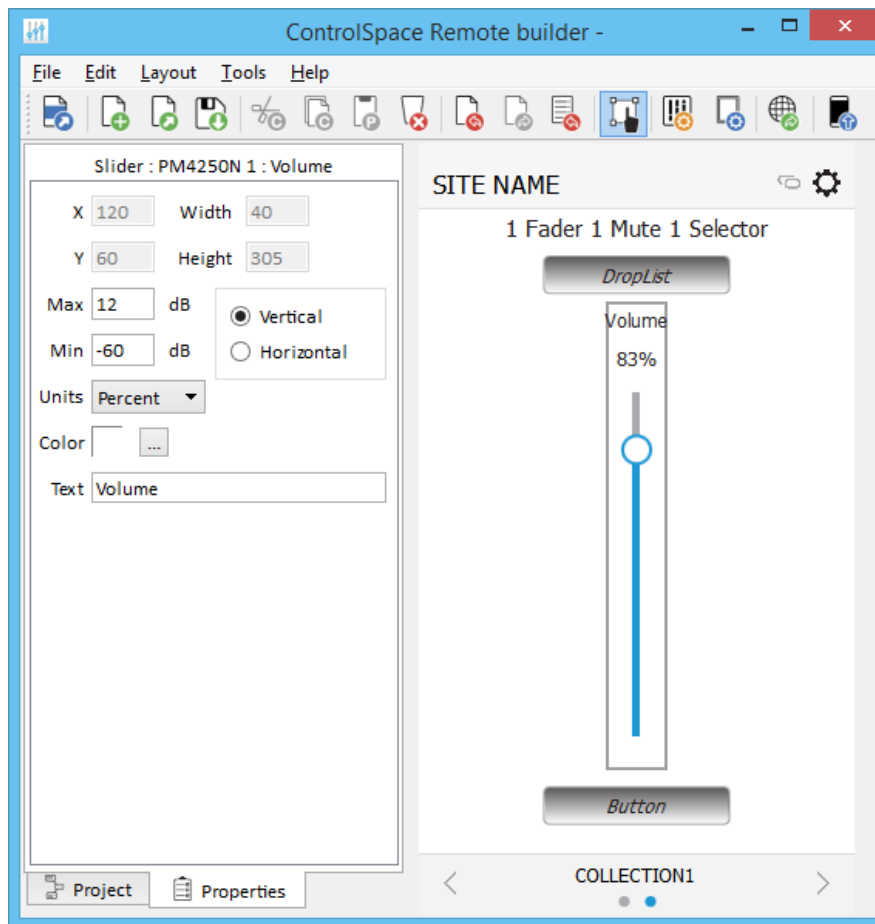 ControlSpace Remote builder -
File Edit Layout Tools Help
Slider : PM4250N 1 : Volume
X 120 Width 40
Y 60 Height 305
Max 12 dB
Min -60 dB
Vertical
Horizontal
Units Percent
Color ...
Text Volume
Project
Properties
SITE NAME
1 Fader 1 Mute 1 Selector
DropList
Volume
83%
Button
COLLECTION1